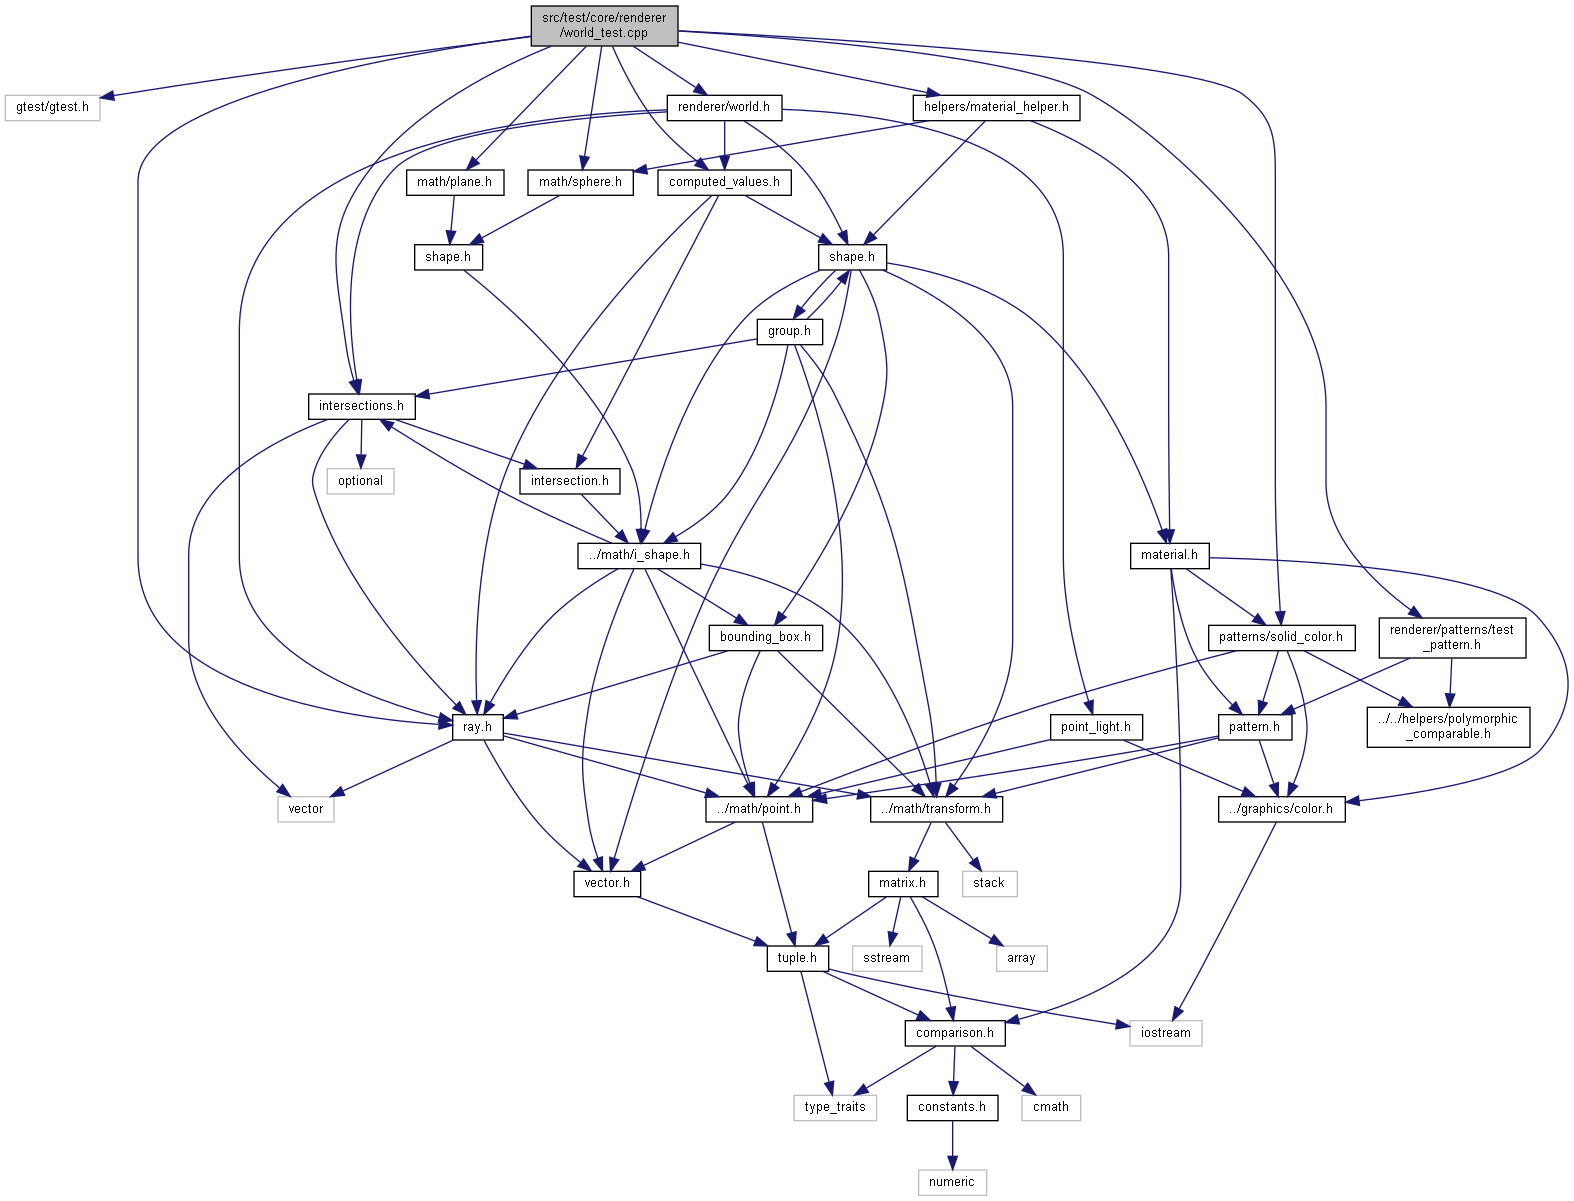 src/test/core/renderer
/world_test.cpp
gtest/gtest.h
renderer/world.h
helpers/material_helper.h
math/plane.h
math/sphere.h
computed_values.h
shape.h
shape.h
group.h
intersections.h
optional
intersection.h
../math/i_shape.h
material.h
bounding_box.h
patterns/solid_color.h
renderer/patterns/test
_pattern.h
ray.h
point_light.h
pattern.h
../../helpers/polymorphic
_comparable.h
vector
../math/point.h
../math/transform.h
../graphics/color.h
vector.h
matrix.h
stack
tuple.h
sstream
array
comparison.h
iostream
type_traits
constants.h
cmath
numeric